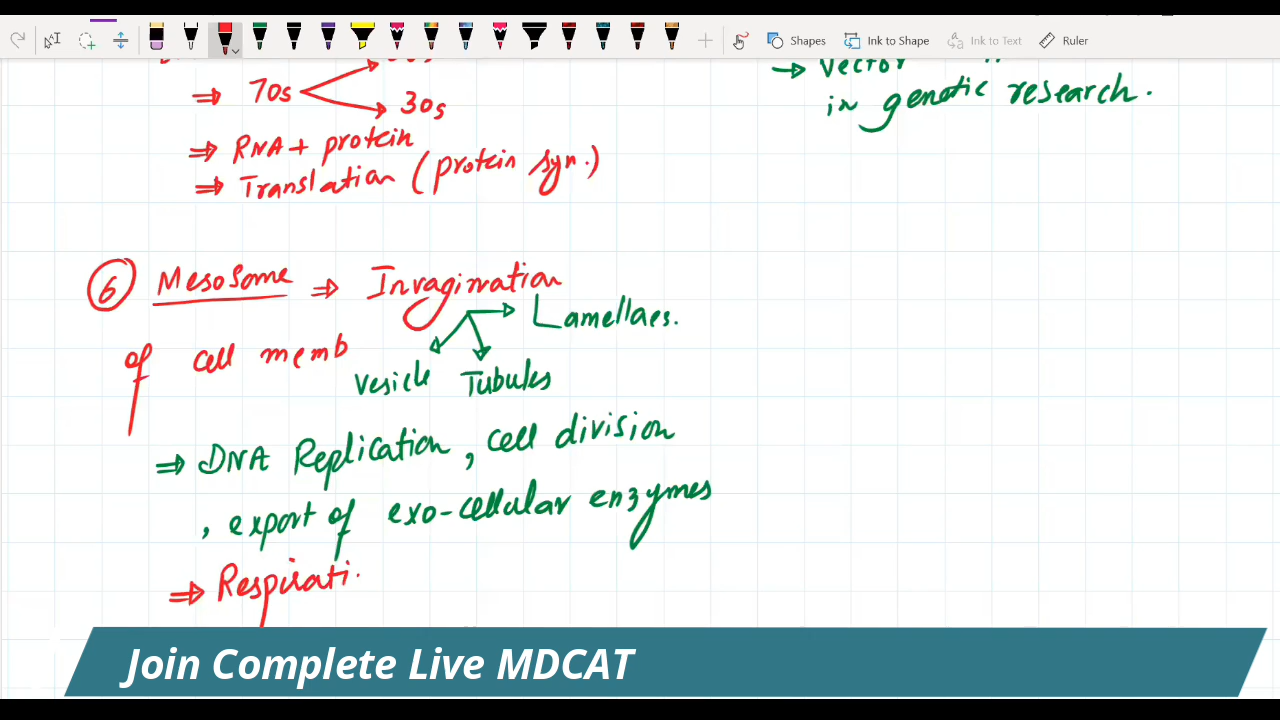 Shapes
Ink to Shape
Ink to Text
Ruler
⇒ 70s
30s
⇒ RNA + protein
⇒ Translation (protein syn.)
→ Vector
in genetic research.
⑥ Mesosome ⇒ Invagination
of cell memb
Lamellaes.
Vesicle Tubules
⇒ DNA Replication, cell division
, export of exo-cellular enzymes
⇒ Respirati
Join Complete Live MDCAT